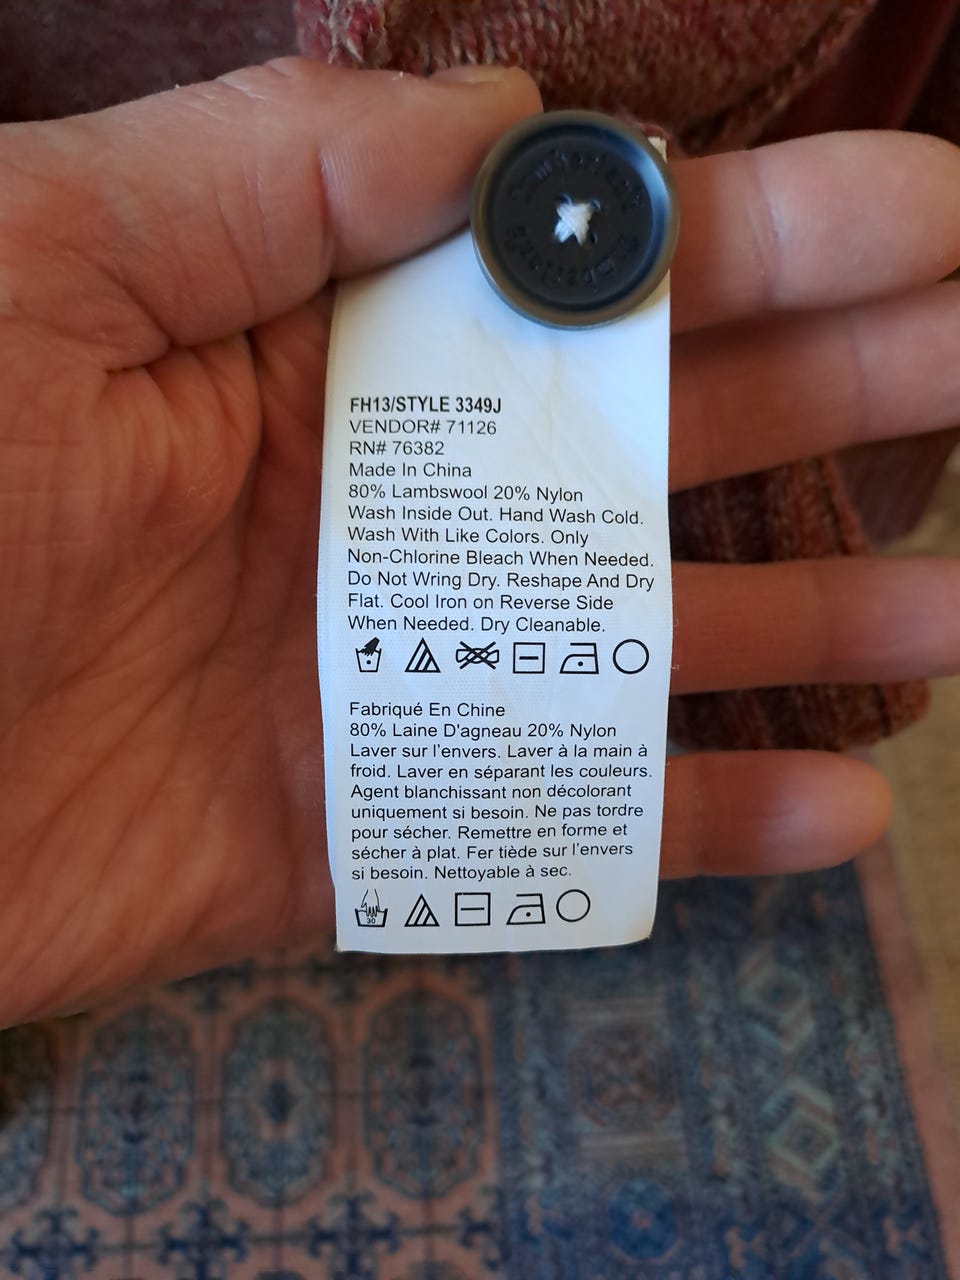 Timberland
Timberland
FH13/STYLE 3349J
VENDOR# 71126
RN# 76382
Made In China
80% Lambswool 20% Nylon
Wash Inside Out. Hand Wash Cold.
Wash With Like Colors. Only
Non-Chlorine Bleach When Needed.
Do Not Wring Dry. Reshape And Dry
Flat. Cool Iron on Reverse Side
When Needed. Dry Cleanable.
Fabriqué En Chine
80% Laine D'agneau 20% Nylon
Laver sur l'envers. Laver à la main à
froid. Laver en séparant les couleurs.
Agent blanchissant non décolorant
uniquement si besoin. Ne pas tordre
pour sécher. Remettre en forme et
sécher à plat. Fer tiède sur l'envers
si besoin. Nettoyable à sec.
30